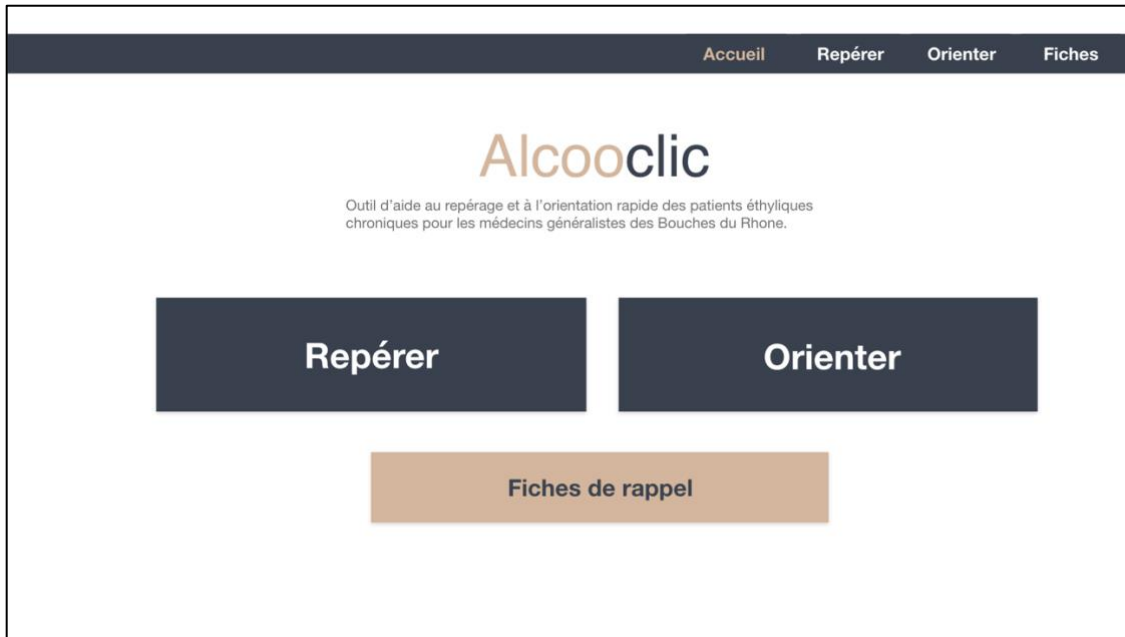 Accueil Repérer Orienter Fiches
Alcooclic
Outil d'aide au repérage et à l'orientation rapide des patients éthyliques
chroniques pour les médecins généralistes des Bouches du Rhone.
Repérer
Orienter
Fiches de rappel